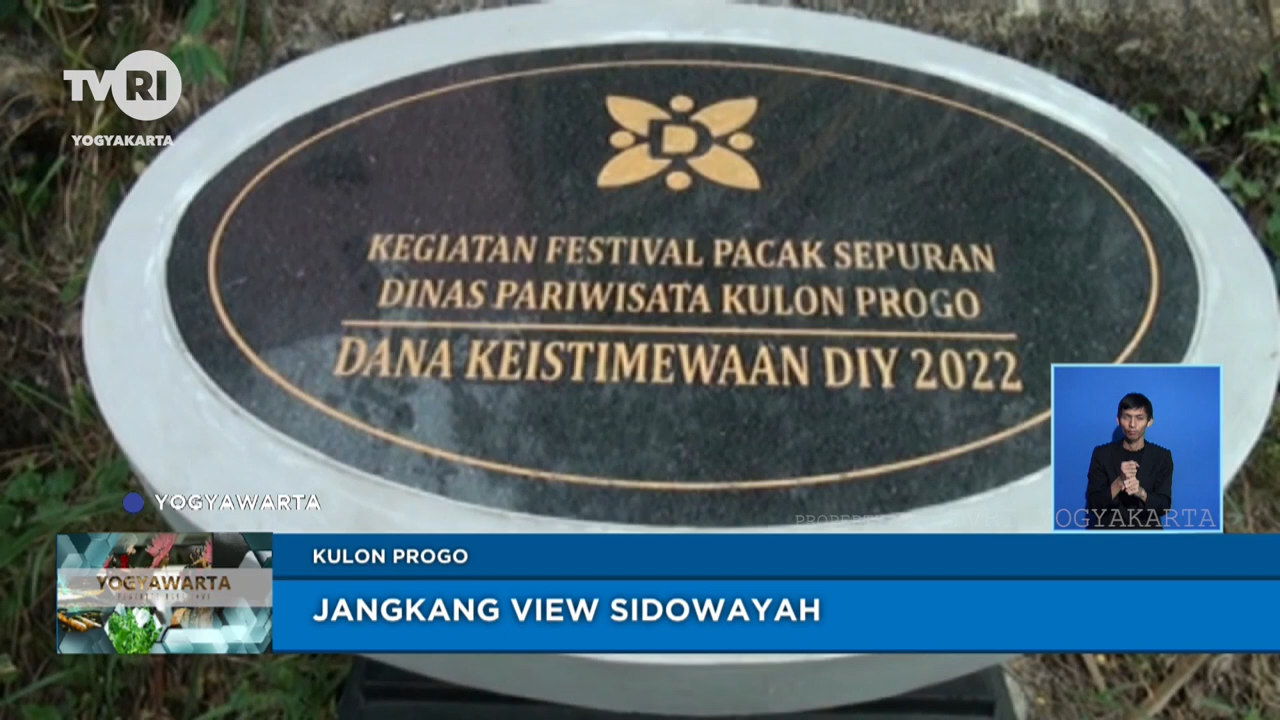 TVRI
YOGYAKARTA
D
KEGIATAN FESTIVAL PACAK SEPURAN
DINAS PARIWISATA KULON PROGO
DANA KEISTIMEWAAN DIY 2022
YOGYAWARTA
OGYAKARTA
KULON PROGO
YOGYAWARTA
JANGKANG VIEW SIDOWAYAH